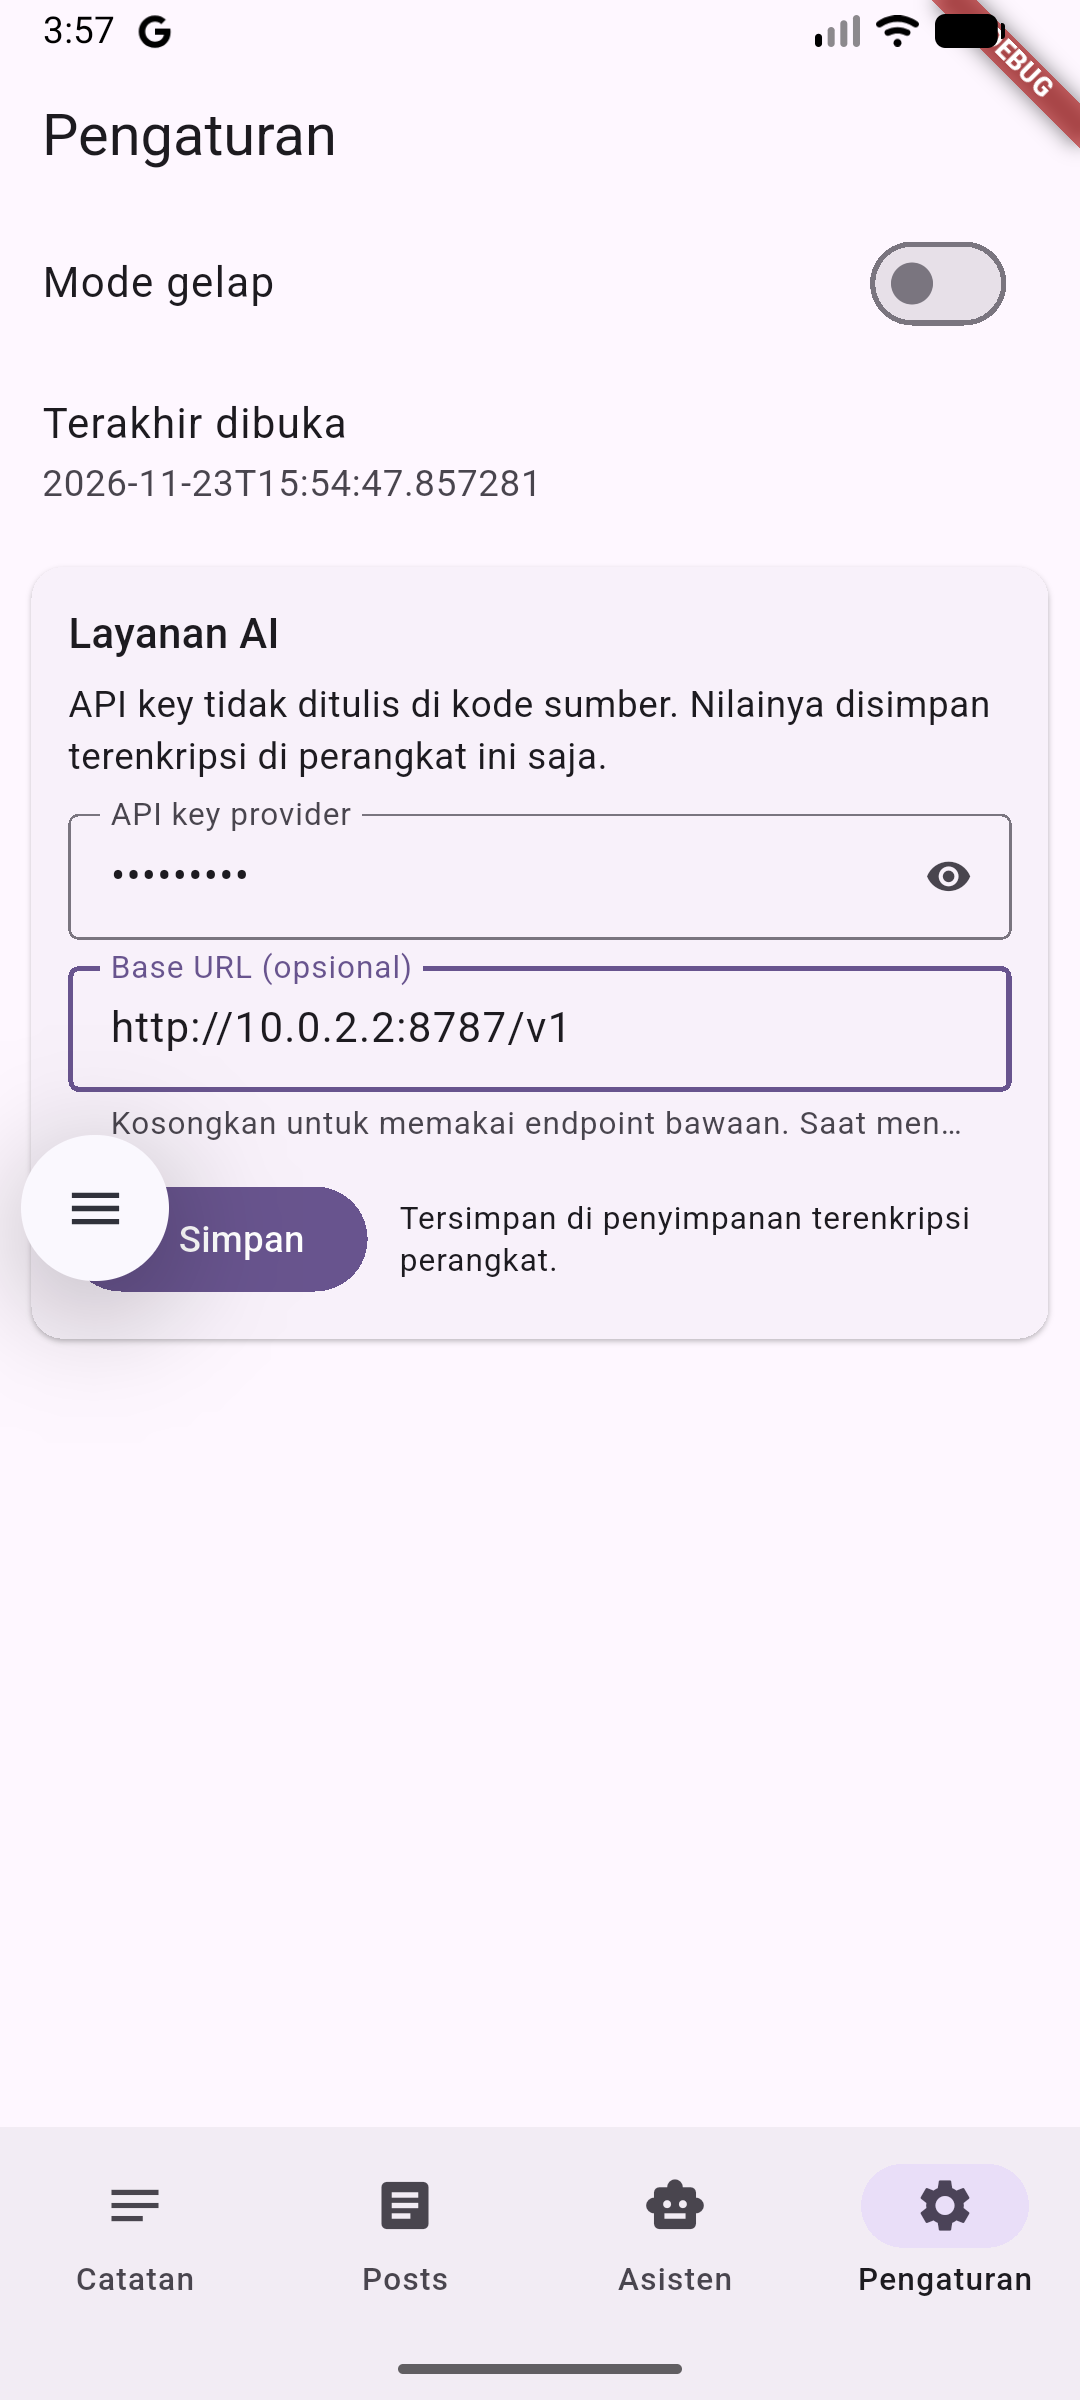 3:57
EBUG
Pengaturan
Mode gelap
Terakhir dibuka
2026-11-23T15:54:47.857281
Layanan AI
API key tidak ditulis di kode sumber. Nilainya disimpan
terenkripsi di perangkat ini saja.
API key provider
•••••••••
Base URL (opsional)
http://10.0.2.2:8787/v1
Kosongkan untuk memakai endpoint bawaan. Saat men…
Simpan
Tersimpan di penyimpanan terenkripsi
perangkat.
Catatan
Posts
Asisten
Pengaturan